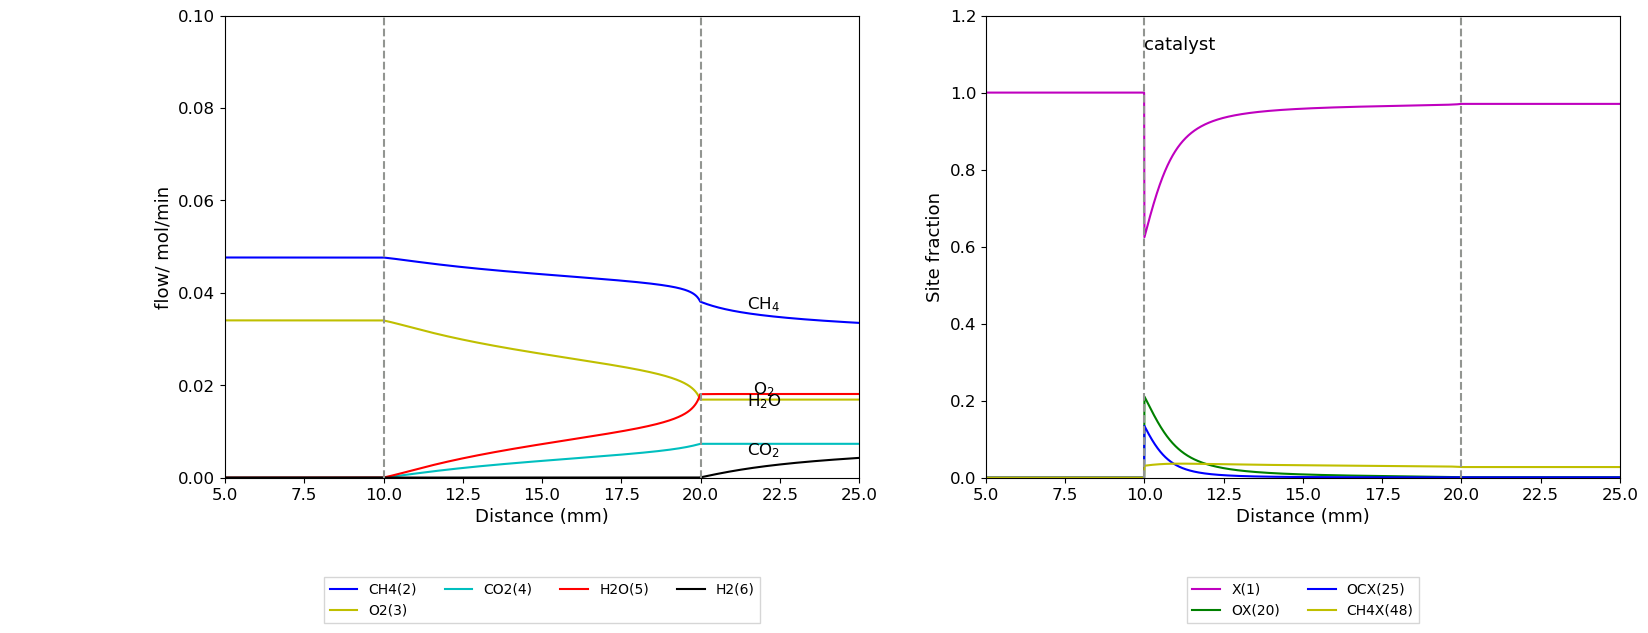 0.10
0.08
0.06
0.04
0.02
0.00
flow/ mol/min
CH₄
O₂
H₂O
CO₂
5.0 7.5 10.0 12.5 15.0 17.5 20.0 22.5 25.0
Distance (mm)
CH4(2) CO2(4) H2O(5) H2(6)
O2(3)
1.2
1.0
0.8
0.6
0.4
0.2
0.0
Site fraction
catalyst
5.0 7.5 10.0 12.5 15.0 17.5 20.0 22.5 25.0
Distance (mm)
X(1) OCX(25)
OX(20) CH4X(48)